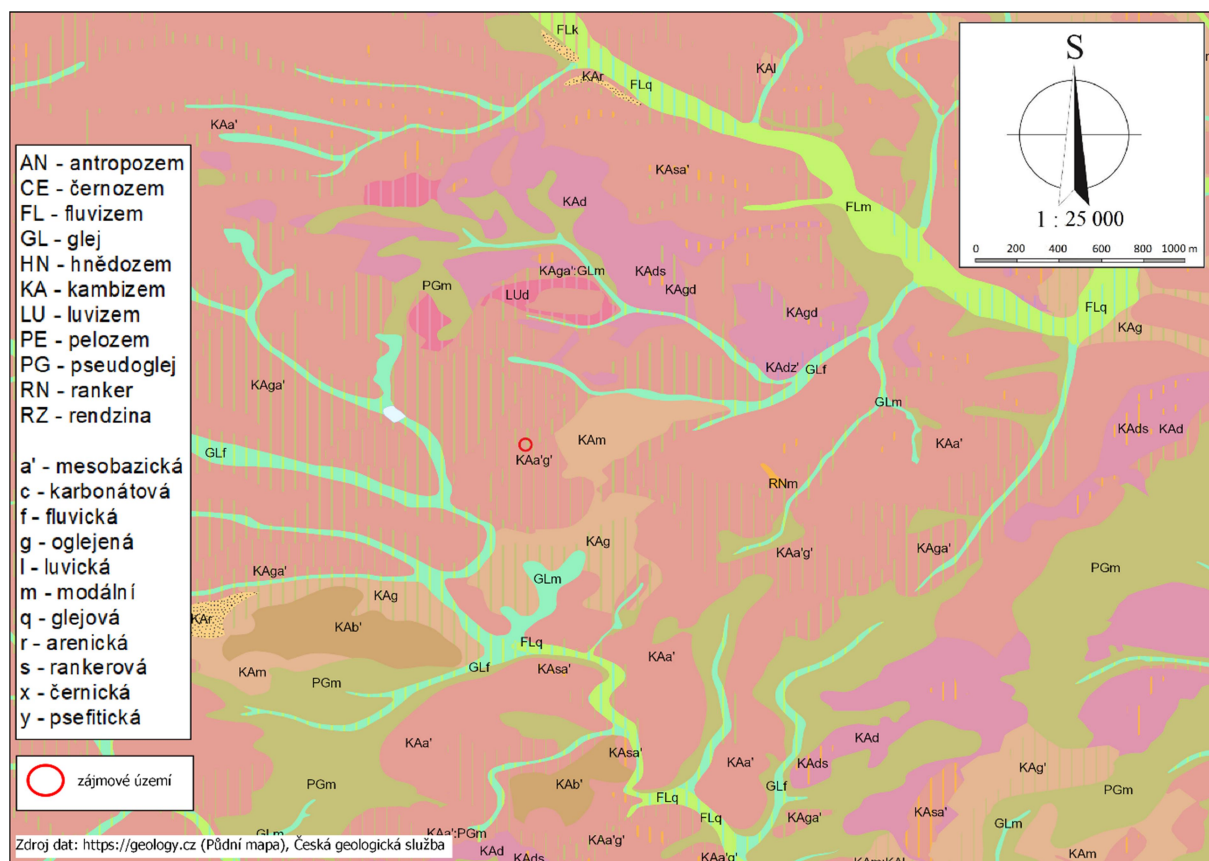 FLk
S
KAr
FLq
KAl
1 : 25 000
0 200 400 600 800 1000 m
KAa'
AN - antropozem
CE - černozem
FL - fluvizem
GL - glej
HN - hnědozem
KA - kambizem
LU - luvizem
PE - pelozem
PG - pseudoglej
RN - ranker
RZ - rendzina
a' - mesobazická
c - karbonátová
f - fluvická
g - oglejená
l - luvická
m - modální
q - glejová
r - arenická
s - rankerová
x - černická
y - psefitická
zájmové území
KAsa'
KAd
FLm
KAga':GLm
KAds
PGm
KAgd
LUd
KAgd
FLq
KAg
KAdz'
GLf
KAga'
GLm
KAds
KAd
KAm
KAa'
GLf
KAa'g'
RNm
KAg
KAa'g'
KAga'
PGm
KAga'
GLm
KAg
KAr
KAb'
FLq
KAa'
KAm
GLf
KAsa'
PGm
KAa'
KAsa'
KAd
KAa'
KAds
KAg'
PGm
KAb'
GLf
PGm
FLq
FLq
KAga'
KAsa'
GLm
GLm
KAa':PGm
KAa'g'
KAd
KAds
KAa'g'
KAm:KAl
KAm
Zdroj dat: https://geology.cz (Půdní mapa), Česká geologická služba